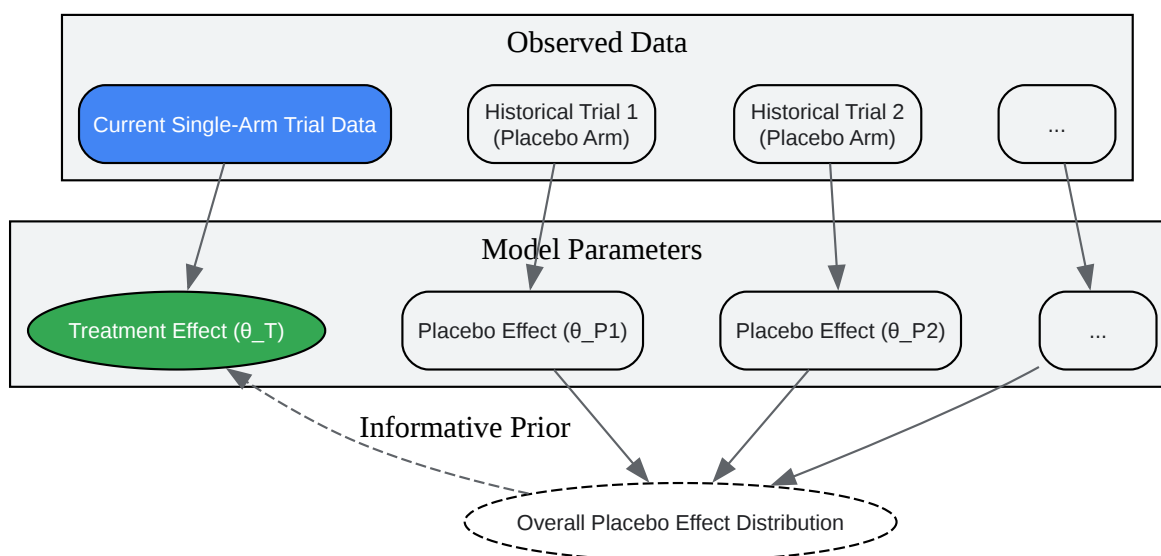 Observed Data
Current Single-Arm Trial Data
Historical Trial 1
(Placebo Arm)
Historical Trial 2
(Placebo Arm)
...
Model Parameters
Treatment Effect (θ_T)
Placebo Effect (θ_P1)
Placebo Effect (θ_P2)
...
Informative Prior
Overall Placebo Effect Distribution